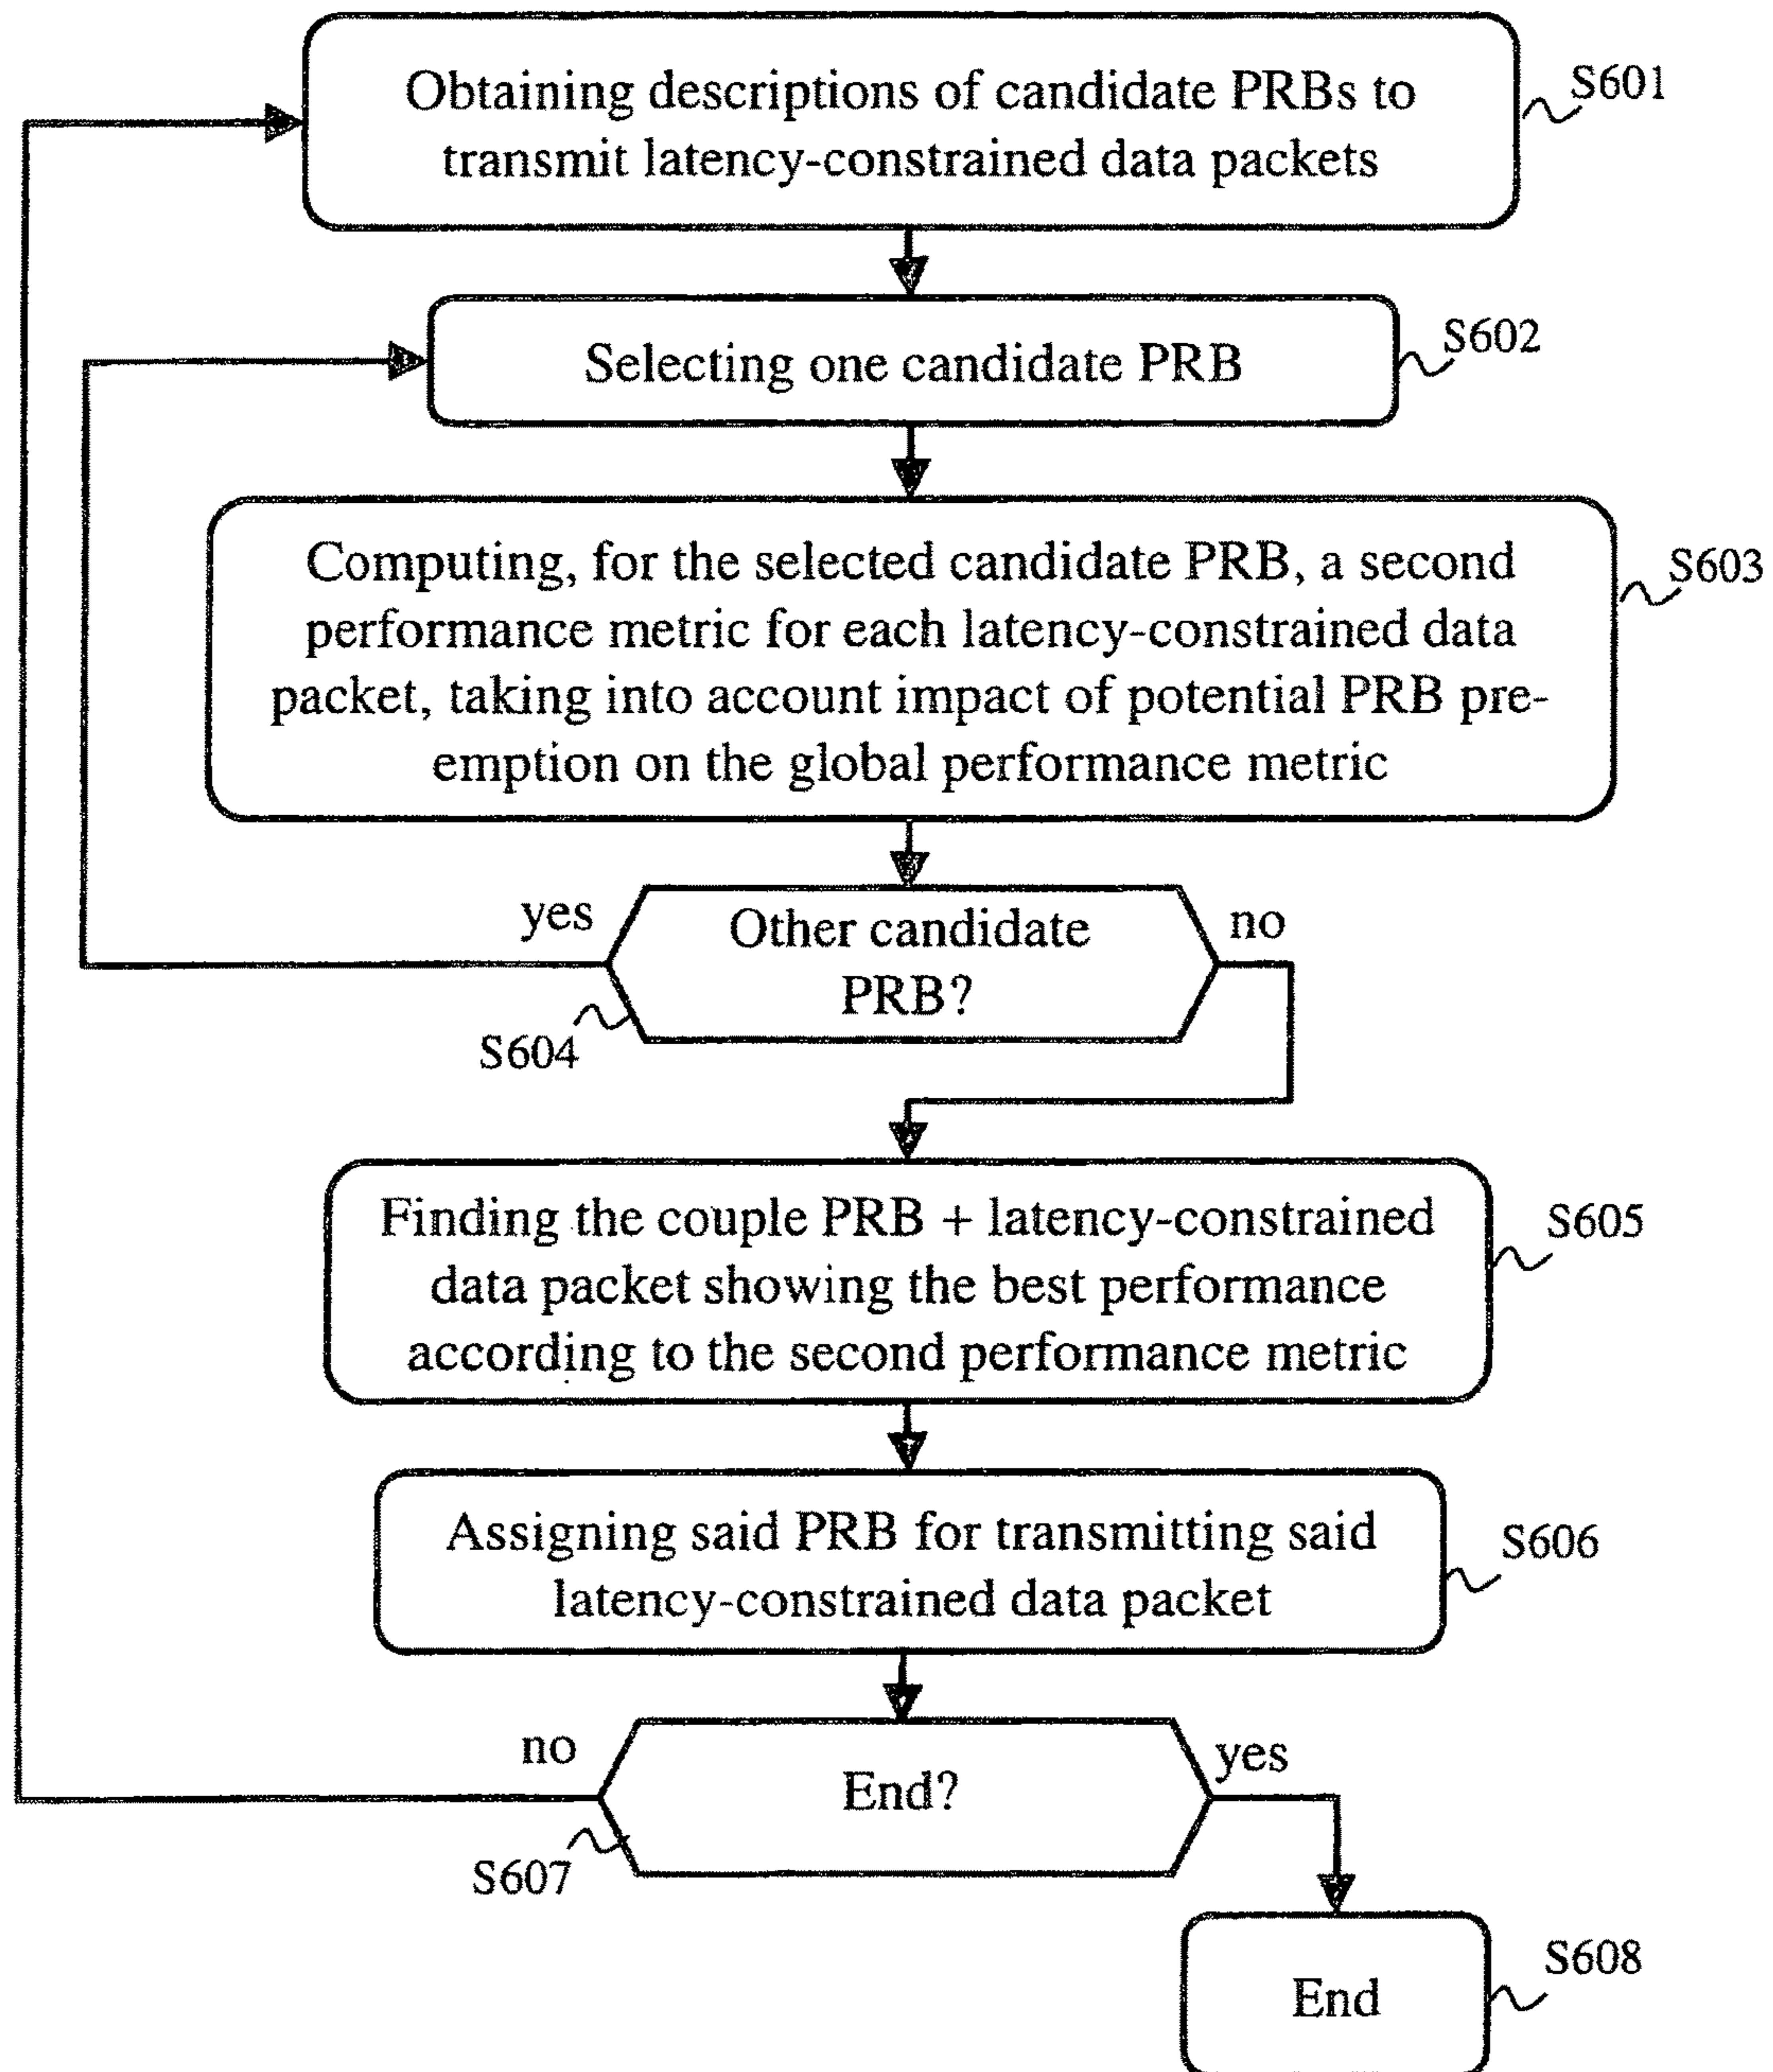 Obtaining descriptions of candidate PRBs to
transmit latency-constrained data packets
S601
Selecting one candidate PRB
S602
Computing, for the selected candidate PRB, a second
performance metric for each latency-constrained data
packet, taking into account impact of potential PRB pre-
emption on the global performance metric
S603
yes
Other candidate
PRB?
no
S604
Finding the couple PRB + latency-constrained
data packet showing the best performance
according to the second performance metric
S605
Assigning said PRB for transmitting said
latency-constrained data packet
S606
no
End?
yes
S607
End
S608